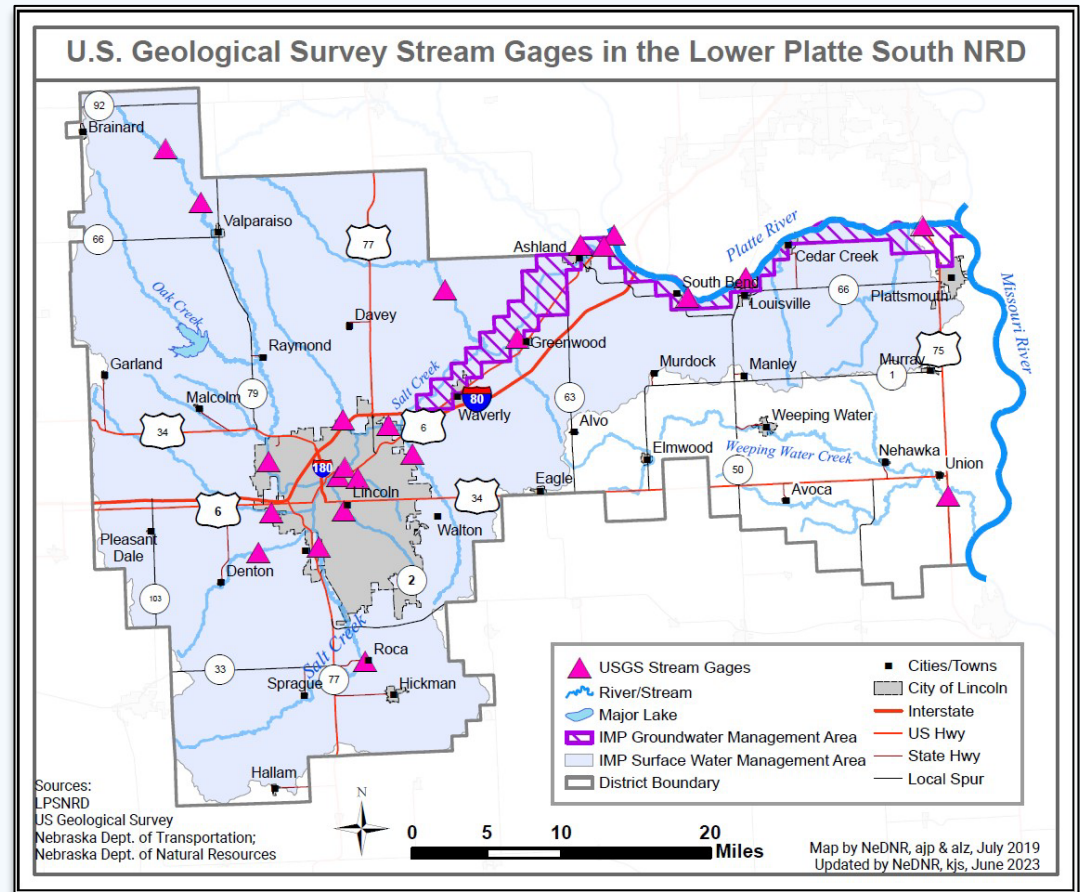 U.S. Geological Survey Stream Gages in the Lower Platte South NRD
92
Brainard
Valparaiso
66
77
Ashland
Platte River
Cedar Creek
Oak Creek
South Bend
Louisville
66
Plattsmouth
Missouri River
Davey
Greenwood
Raymond
Garland
Salt Creek
Murdock
Manley
Murray
75
1
Malcolm
79
80
Waverly
63
34
6
Alvo
Weeping Water
Elmwood
Weeping Water Creek
Nehawka
180
Lincoln
50
Union
Eagle
34
Avoca
6
Walton
Pleasant
Dale
Denton
2
103
Salt Creek
Roca
33
77
Sprague
Hickman
Hallam
USGS Stream Gages
River/Stream
Major Lake
IMP Groundwater Management Area
IMP Surface Water Management Area
District Boundary
Cities/Towns
City of Lincoln
Interstate
US Hwy
State Hwy
Local Spur
Sources:
LPSNRD
US Geological Survey
Nebraska Dept. of Transportation;
Nebraska Dept. of Natural Resources
N
0 5 10 20
Miles
Map by NeDNR, ajp & alz, July 2019
Updated by NeDNR, kjs, June 2023